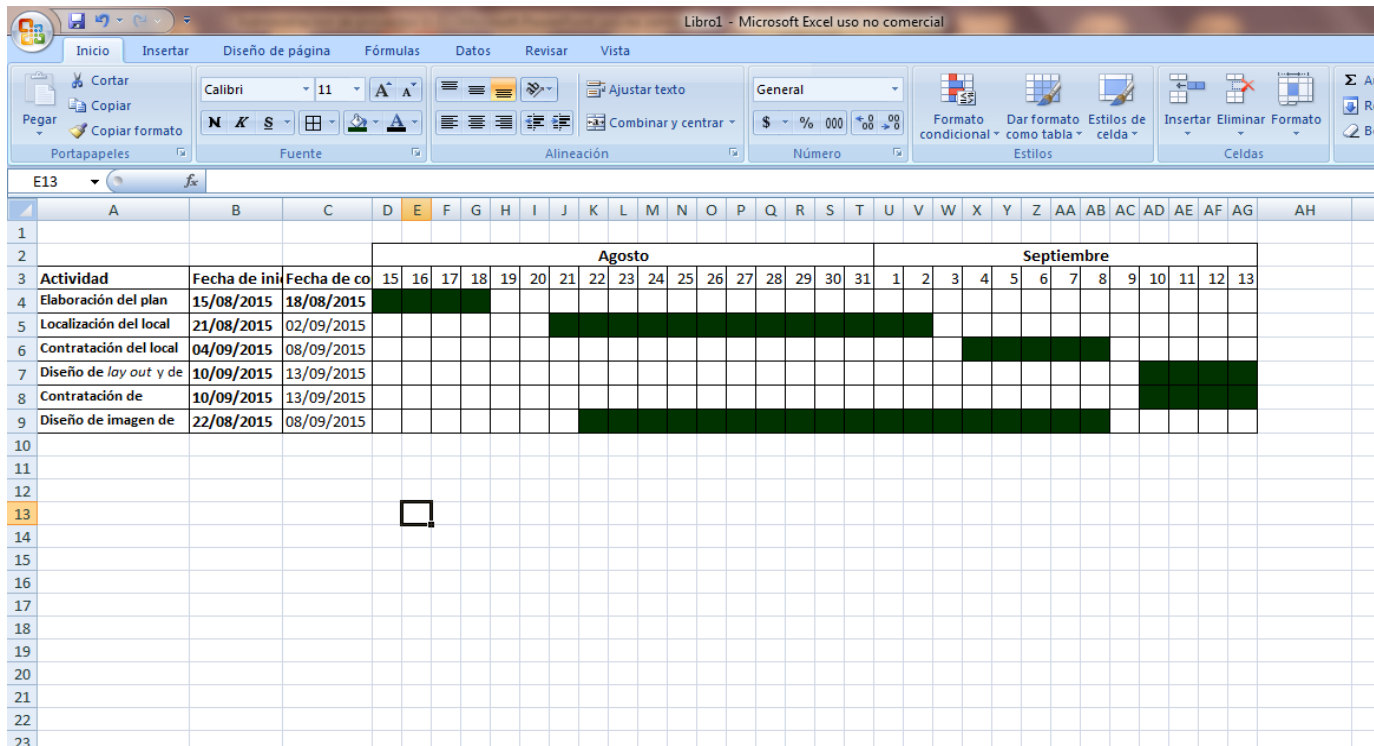 Libro1 - Microsoft Excel uso no comercial
Inicio Insertar Diseño de página Fórmulas Datos Revisar Vista
Pegar
Cortar
Copiar
Copiar formato
Portapapeles
Calibri 11
N K S
Fuente
Ajustar texto
Combinar y centrar
Alineación
General
$ % 000
Número
Formato condicional
Dar formato como tabla
Estilos de celda
Estilos
Insertar Eliminar Formato
Celdas
Σ
E13 fx
A B C D E F G H I J K L M N O P Q R S T U V W X Y Z AA AB AC AD AE AF AG AH
1
2 Agosto Septiembre
3 Actividad Fecha de ini Fecha de co 15 16 17 18 19 20 21 22 23 24 25 26 27 28 29 30 31 1 2 3 4 5 6 7 8 9 10 11 12 13
4 Elaboración del plan 15/08/2015 18/08/2015
5 Localización del local 21/08/2015 02/09/2015
6 Contratación del local 04/09/2015 08/09/2015
7 Diseño de lay out y de 10/09/2015 13/09/2015
8 Contratación de 10/09/2015 13/09/2015
9 Diseño de imagen de 22/08/2015 08/09/2015
10
11
12
13
14
15
16
17
18
19
20
21
22
23